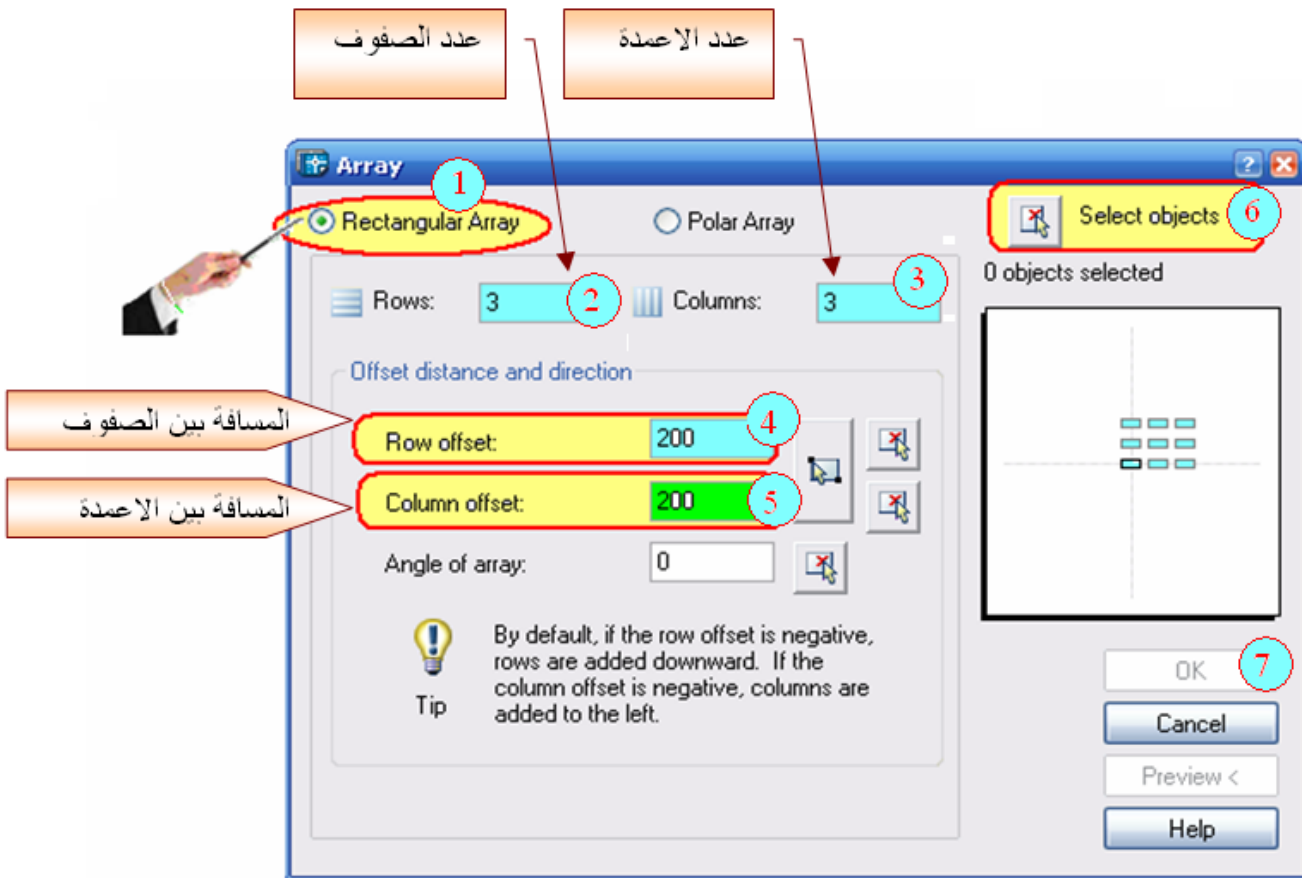 عدد الصفوف
عدد الاعمدة
Array
1
Rectangular Array
Polar Array
Select objects
6
0 objects selected
Rows:
3
2
Columns:
3
3
Offset distance and direction
المسافة بين الصفوف
Row offset:
200
4
المسافة بين الاعمدة
Column offset:
200
5
Angle of array:
0
Tip
By default, if the row offset is negative,
rows are added downward. If the
column offset is negative, columns are
added to the left.
OK
7
Cancel
Preview <
Help